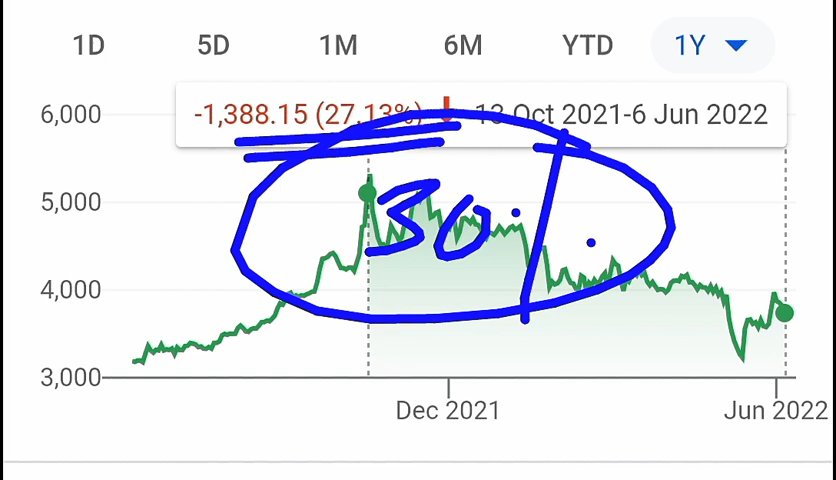 1D 5D 1M 6M YTD 1Y
-1,388.15 (27.13%) 13 Oct 2021-6 Jun 2022
6,000
5,000
4,000
3,000
Dec 2021 Jun 2022